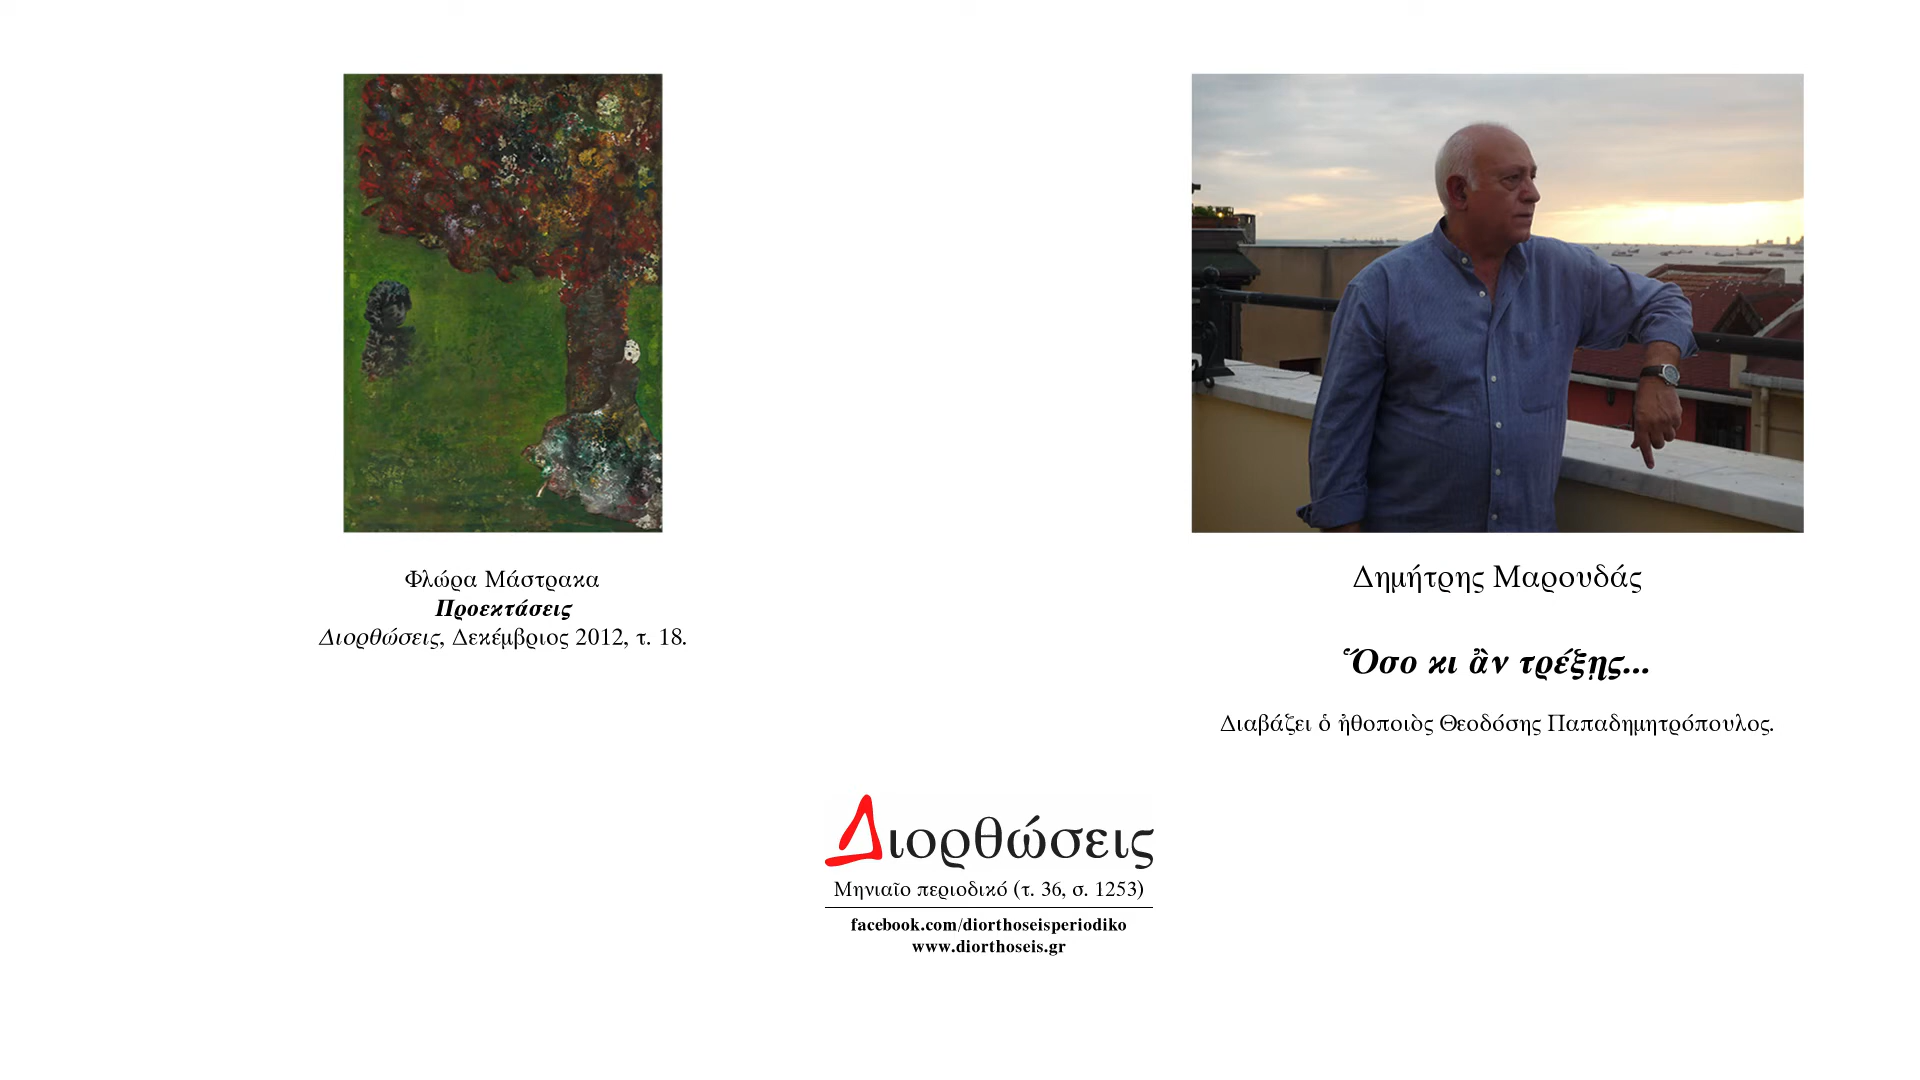 Φλώρα Μάστρακα
Προεκτάσεις
Διορθώσεις, Δεκέμβριος 2012, τ. 18.
Δημήτρης Μαρουδάς
Ὅσο κι ἂν τρέξῃς...
Διαβάζει ὁ ἠθοποιὸς Θεοδόσης Παπαδημητρόπουλος.
Διορθώσεις
Μηνιαῖο περιοδικό (τ. 36, σ. 1253)
facebook.com/diorthoseisperiodiko
www.diorthoseis.gr